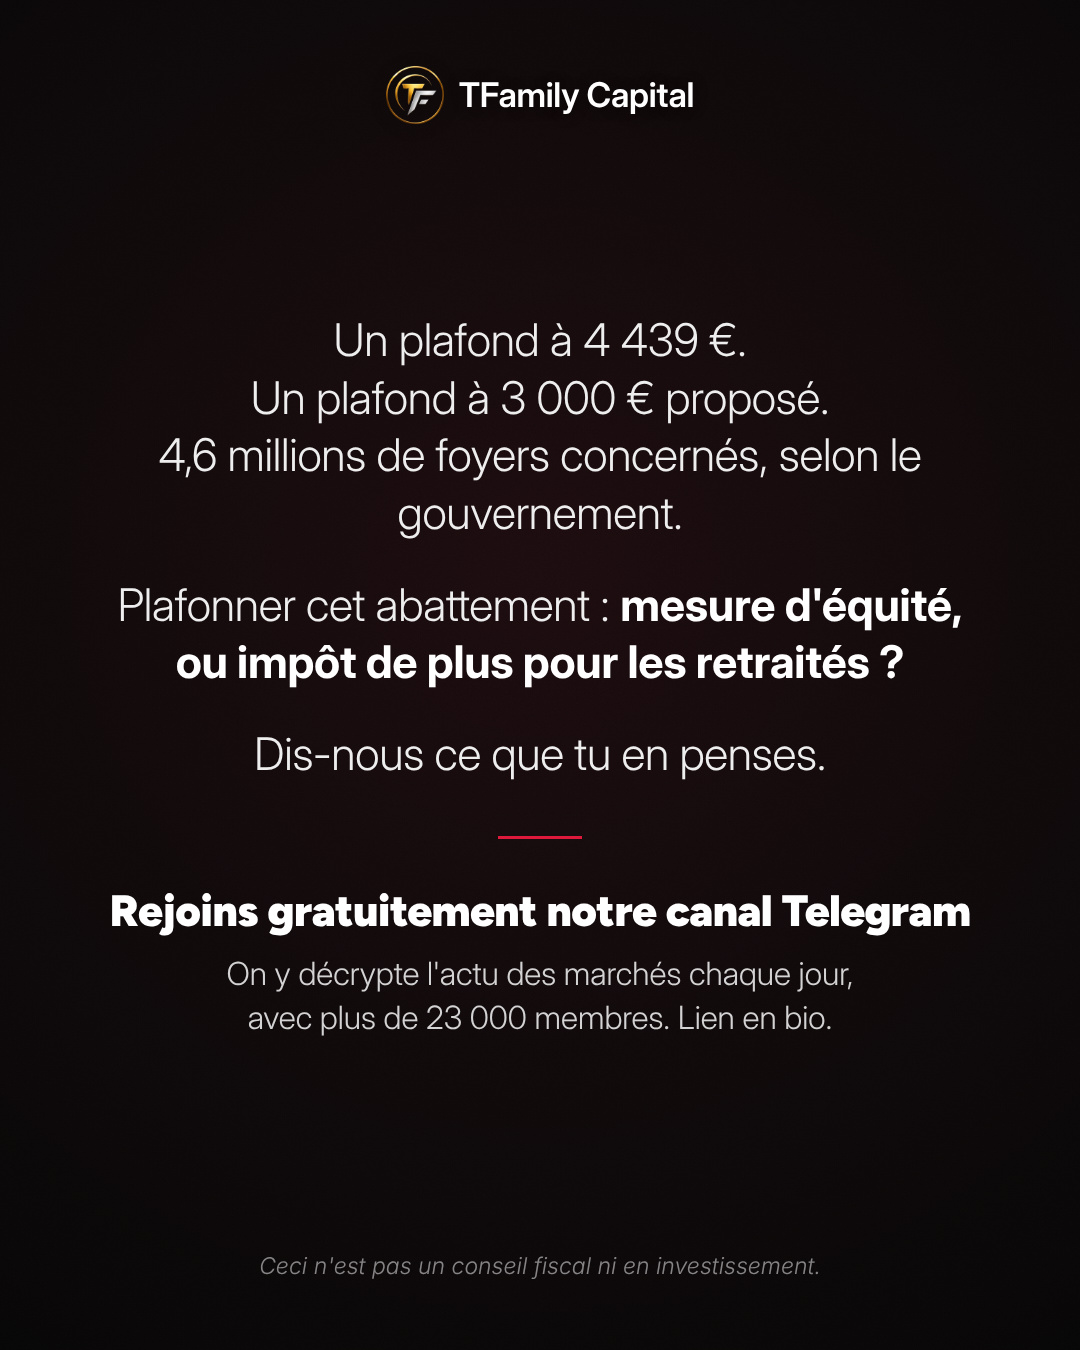 TF TFamily Capital
Un plafond à 4 439 €.
Un plafond à 3 000 € proposé.
4,6 millions de foyers concernés, selon le
gouvernement.
Plafonner cet abattement : mesure d'équité,
ou impôt de plus pour les retraités ?
Dis-nous ce que tu en penses.
Rejoins gratuitement notre canal Telegram
On y décrypte l'actu des marchés chaque jour,
avec plus de 23 000 membres. Lien en bio.
Ceci n'est pas un conseil fiscal ni en investissement.